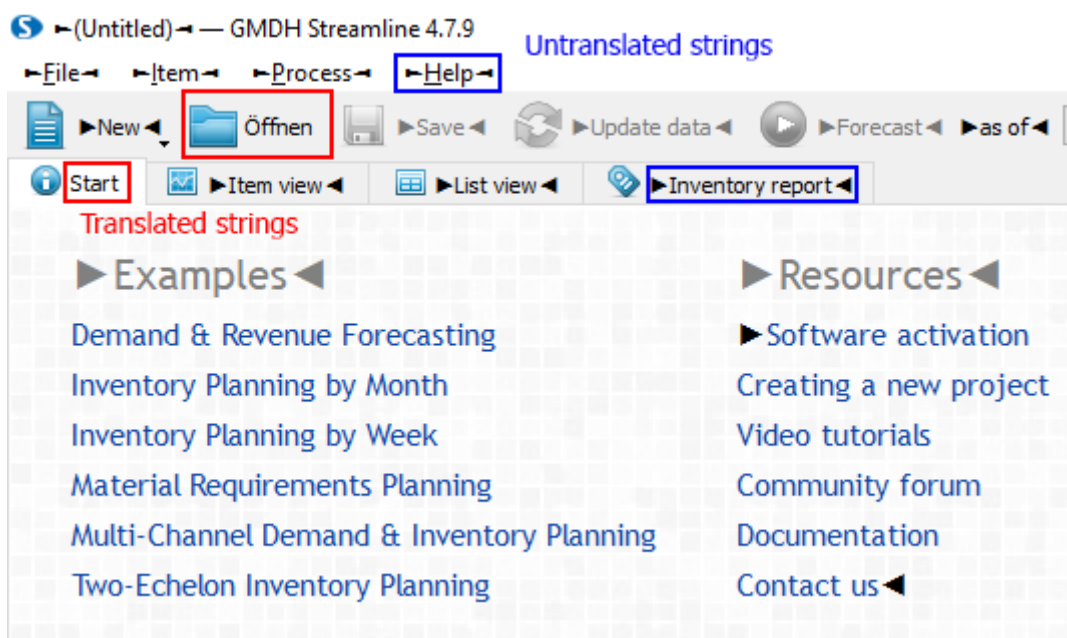 ►(Untitled)◄ — GMDH Streamline 4.7.9
Untranslated strings
►File◄ ►Item◄ ►Process◄ ►Help◄
►New◄ Öffnen ►Save◄ ►Update data◄ ►Forecast◄ ►as of◄
Start ►Item view◄ ►List view◄ ►Inventory report◄
Translated strings
►Examples◄ ►Resources◄
Demand & Revenue Forecasting ►Software activation
Inventory Planning by Month Creating a new project
Inventory Planning by Week Video tutorials
Material Requirements Planning Community forum
Multi-Channel Demand & Inventory Planning Documentation
Two-Echelon Inventory Planning Contact us◄